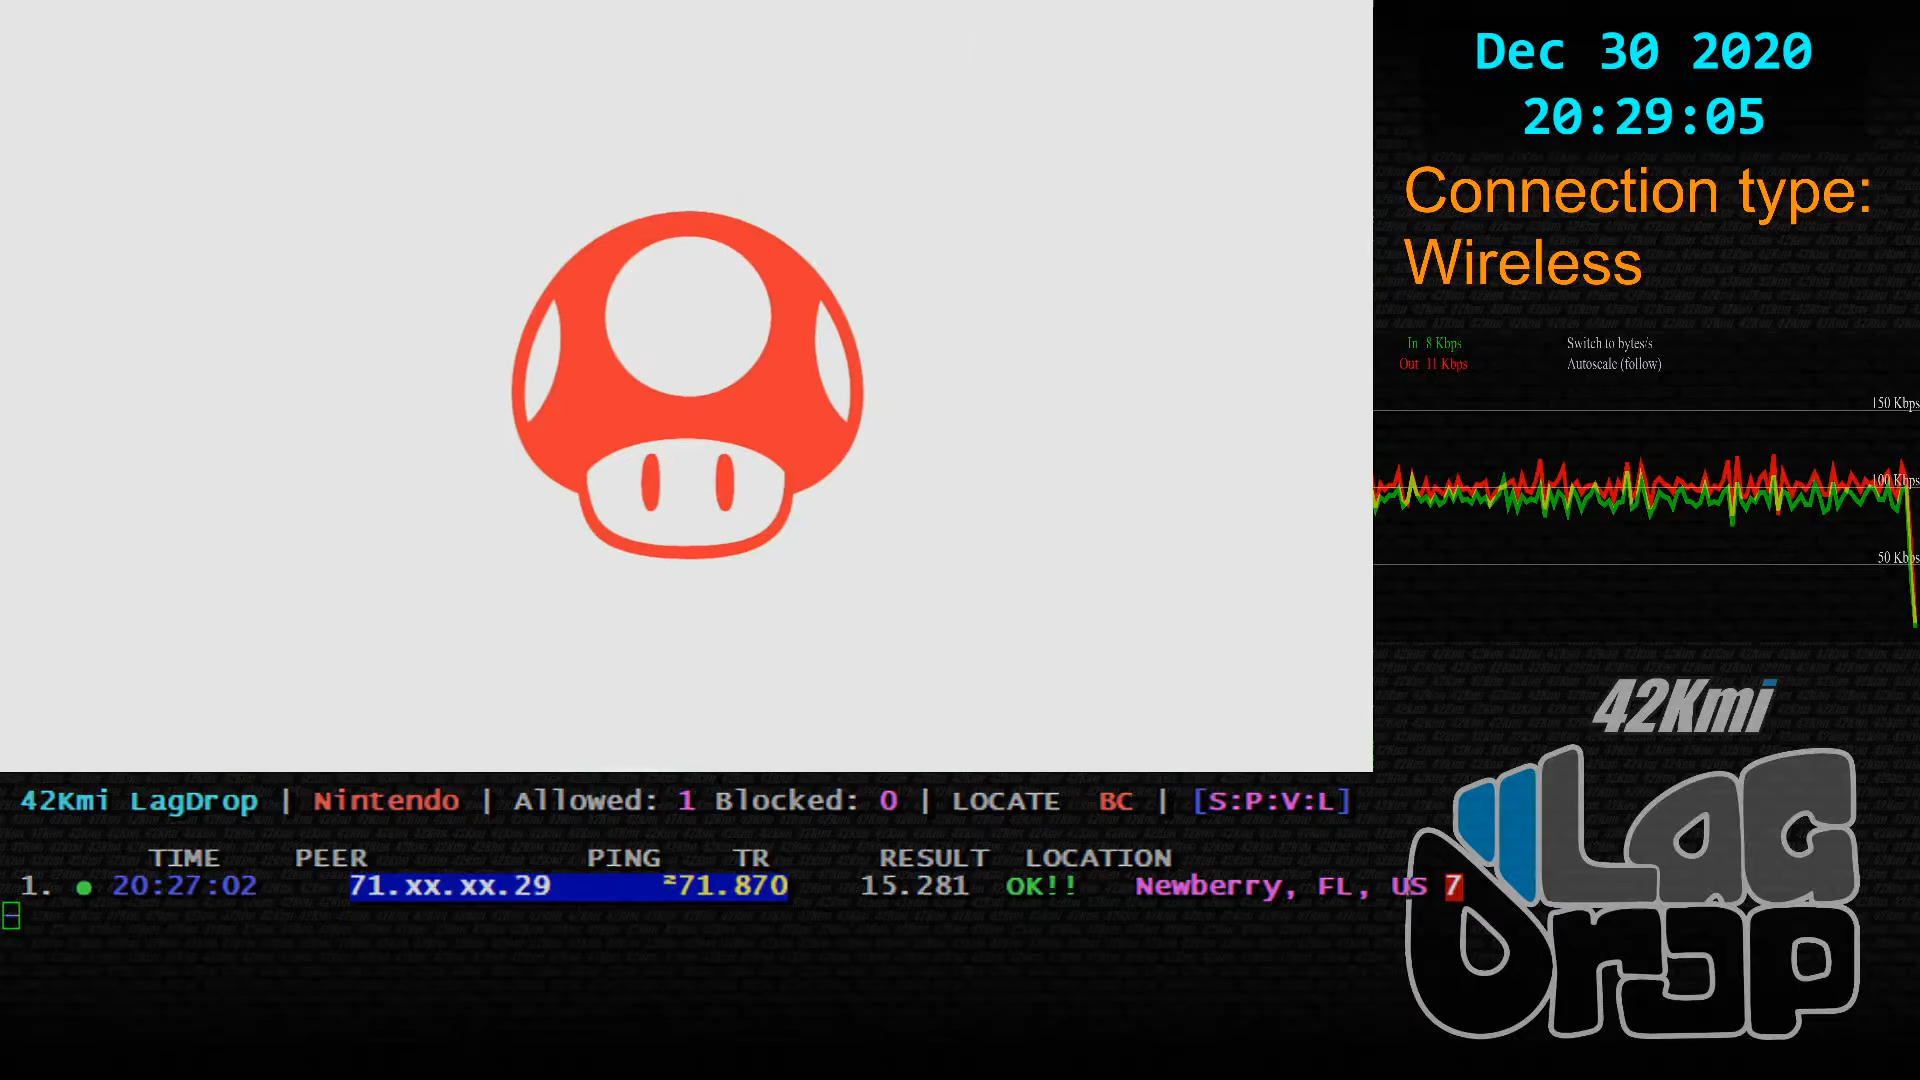 Dec 30 2020
20:29:05
Connection type:
Wireless
In 8 Kbps
Switch to bytes/s
Out 11 Kbps
Autoscale (follow)
150 Kbps
100 Kbps
50 Kbps
42Kmi
LAG
Drop
42Kmi LagDrop | Nintendo | Allowed: 1 Blocked: 0 | LOCATE BC | [S:P:V:L]
TIME PEER PING TR RESULT LOCATION
1. 20:27:02 71.xx.xx.29 =71.870 15.281 OK!! Newberry, FL, US 7